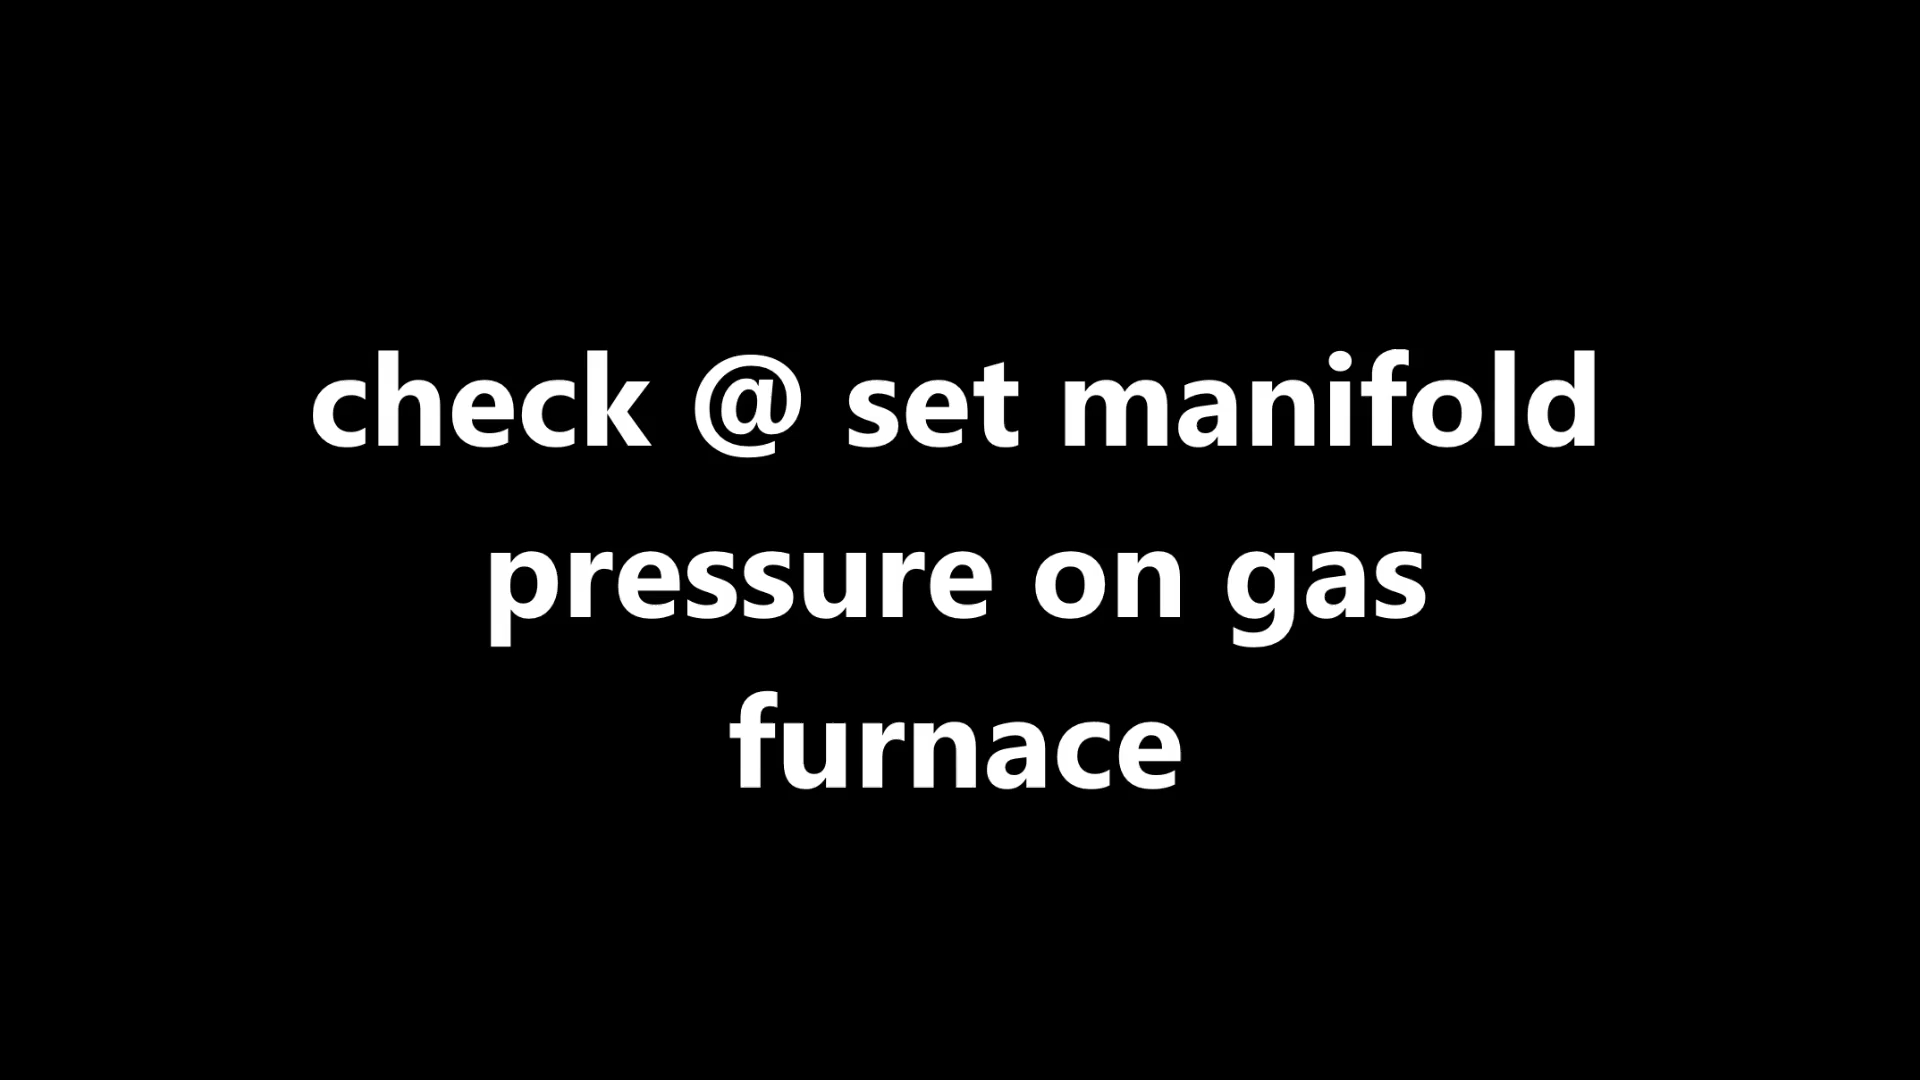 check @ set manifold
pressure on gas
furnace